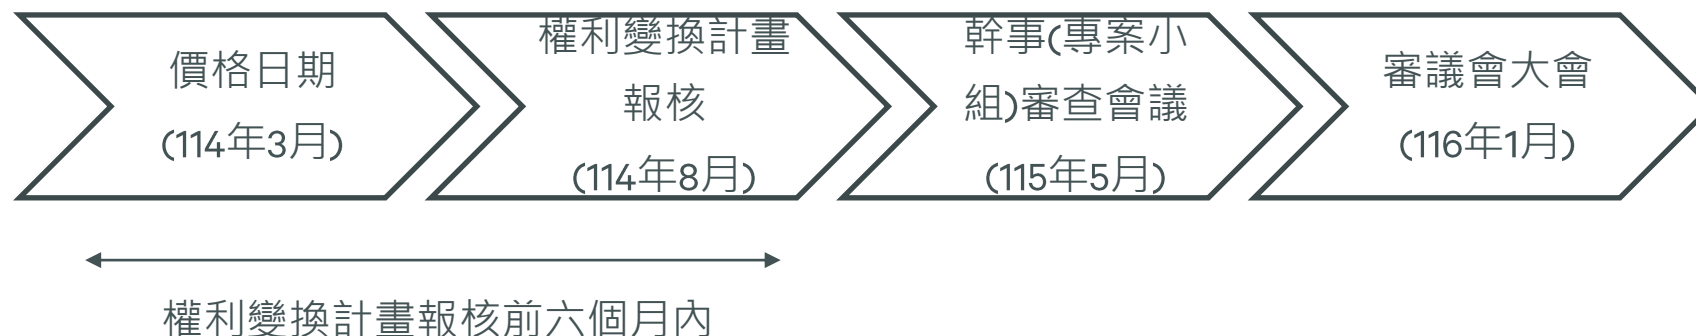 價格日期
(114年3月)
權利變換計畫
報核
(114年8月)
幹事(專案小
組)審查會議
(115年5月)
審議會大會
(116年1月)
權利變換計畫報核前六個月內